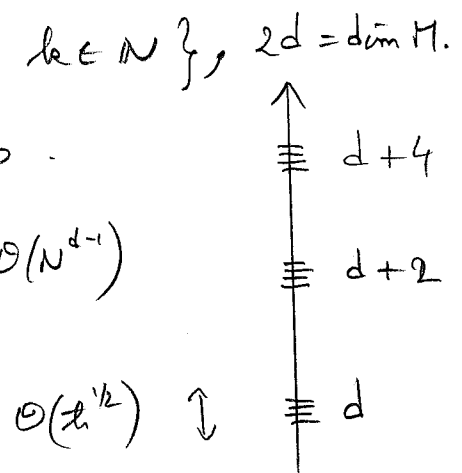 k ∈ ℕ }, 2d = dim M.
d + 4
O(N^{d-1})
d + 2
O(ħ^{1/2}) ↕ d